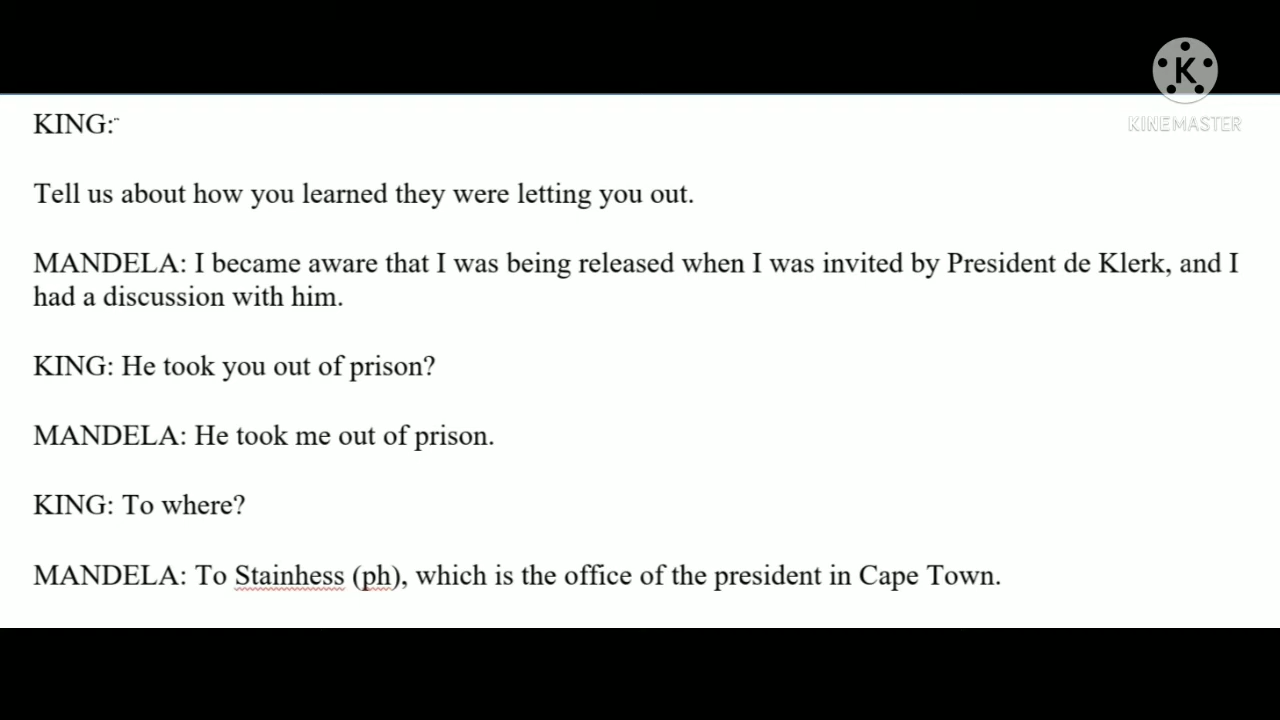 K
KINEMASTER
KING:
Tell us about how you learned they were letting you out.
MANDELA: I became aware that I was being released when I was invited by President de Klerk, and I
had a discussion with him.
KING: He took you out of prison?
MANDELA: He took me out of prison.
KING: To where?
MANDELA: To Stainhess (ph), which is the office of the president in Cape Town.